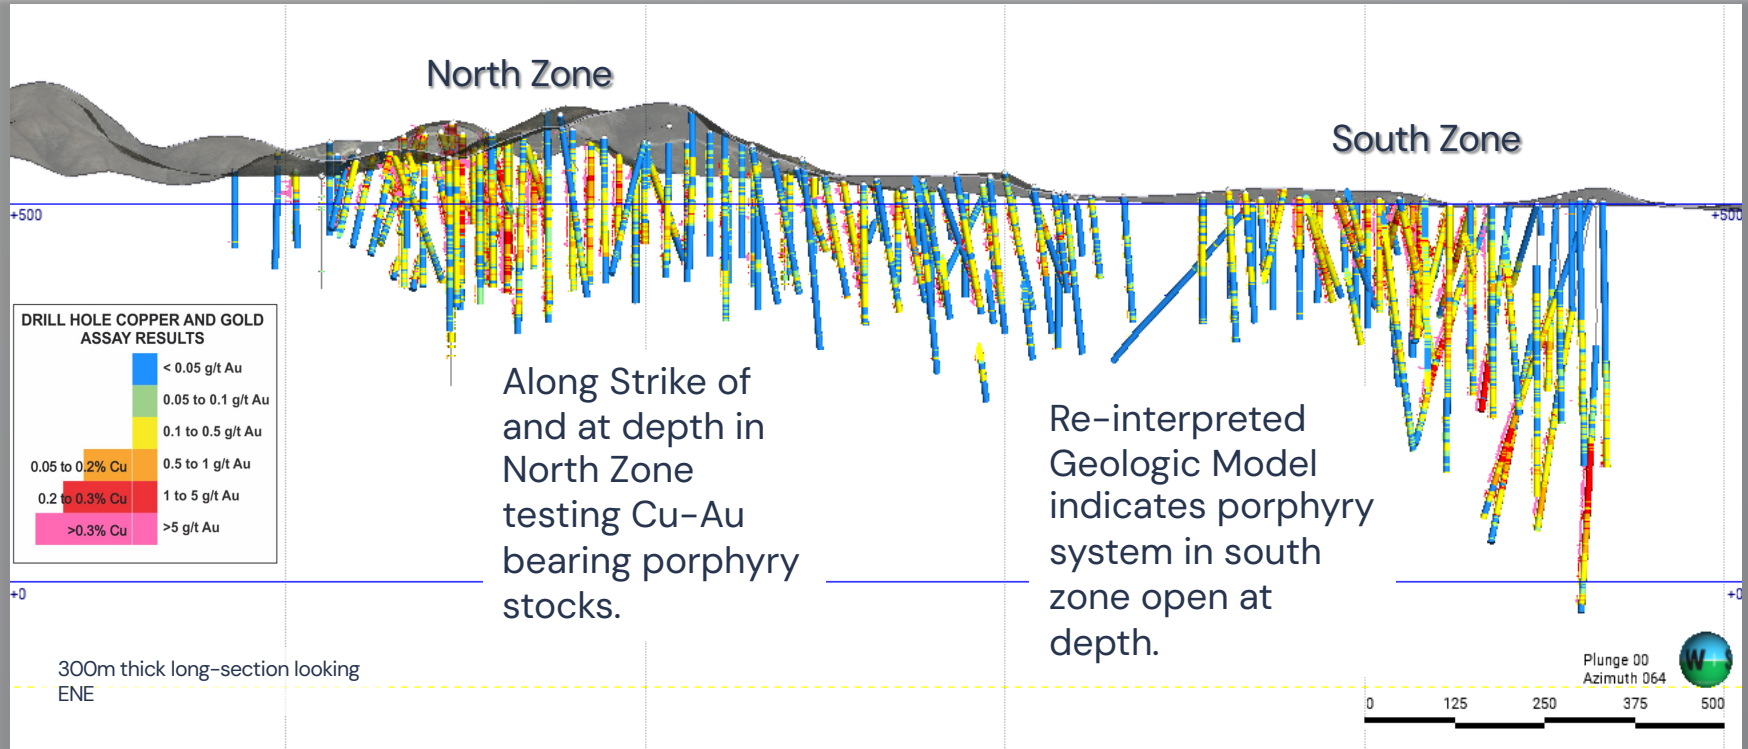 North Zone
South Zone
+500
+500
DRILL HOLE COPPER AND GOLD
ASSAY RESULTS
< 0.05 g/t Au
0.05 to 0.1 g/t Au
0.1 to 0.5 g/t Au
0.05 to 0.2% Cu 0.5 to 1 g/t Au
0.2 to 0.3% Cu 1 to 5 g/t Au
>0.3% Cu >5 g/t Au
Along Strike of
and at depth in
North Zone
testing Cu-Au
bearing porphyry
stocks.
Re-interpreted
Geologic Model
indicates porphyry
system in south
zone open at
depth.
+0
+0
300m thick long-section looking
ENE
Plunge 00
Azimuth 064
W S
0 125 250 375 500